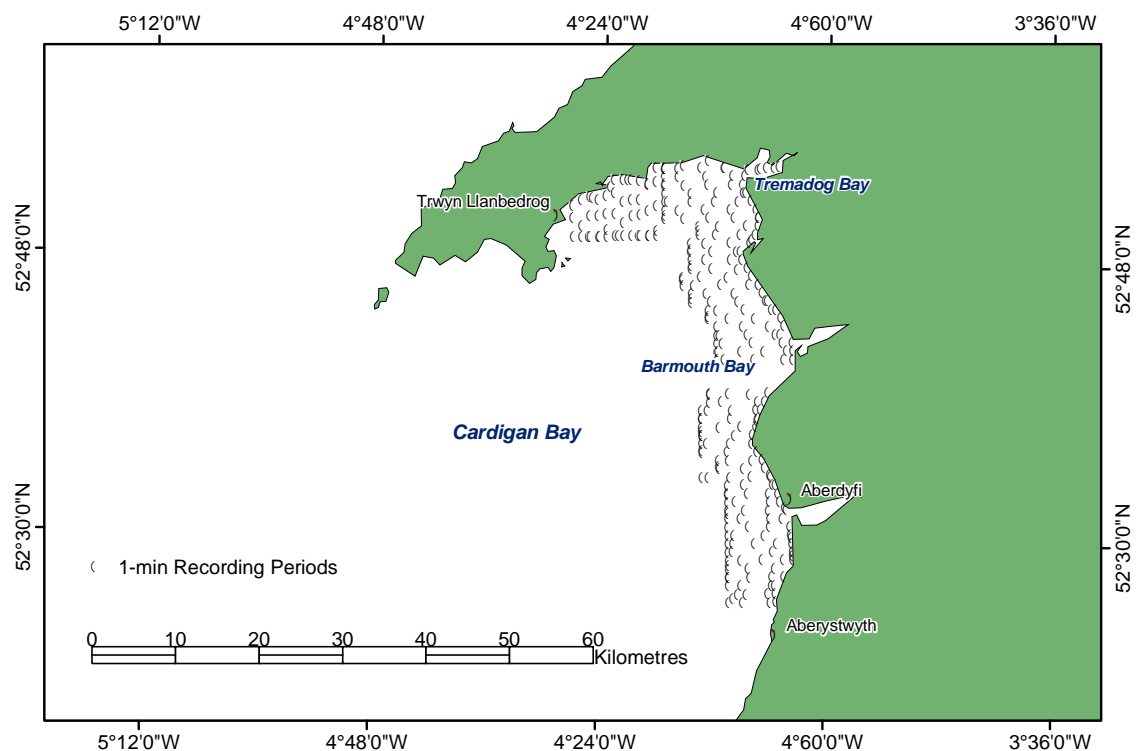 5°12'0"W 4°48'0"W 4°24'0"W 4°60'0"W 3°36'0"W
Tremadog Bay
Trwyn Llanbedrog
52°48'0"N
52°48'0"N
Barmouth Bay
Cardigan Bay
Aberdyfi
52°30'0"N
52°30'0"N
1-min Recording Periods
Aberystwyth
0 10 20 30 40 50 60
Kilometres
5°12'0"W 4°48'0"W 4°24'0"W 4°60'0"W 3°36'0"W